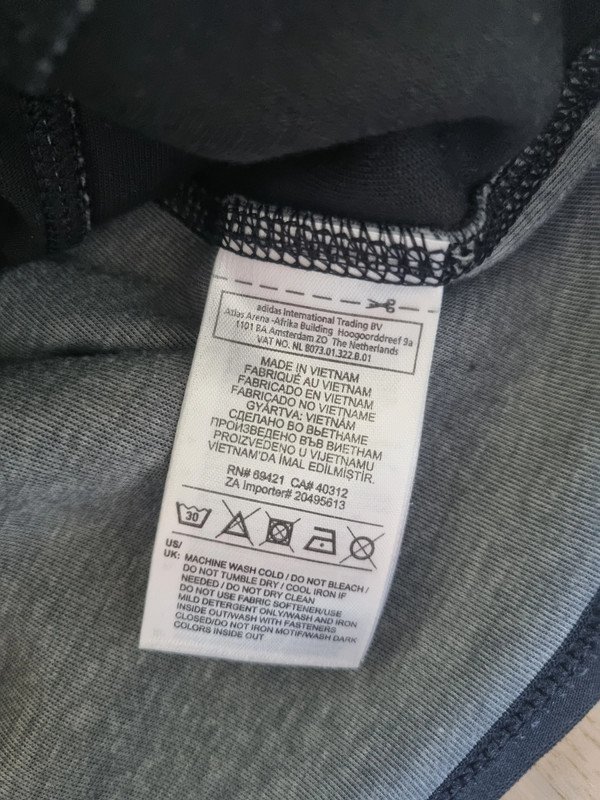 adidas International Trading BV
Atlas Arena -Afrika Building Hoogoorddreef 9a
1101 BA Amsterdam ZO The Netherlands
VAT NO. NL 8073.01.322.B.01
MADE IN VIETNAM
FABRIQUÉ AU VIETNAM
FABRICADO EN VIETNAM
FABRICADO NO VIETNAME
GYÁRTVA: VIETNÁM
СДЕЛАНО ВО ВЬЕТНАМЕ
ПРОИЗВЕДЕНО ВЪВ ВИЕТНАМ
PROIZVEDENO U VIJETNAMU
VIETNAM'DA İMAL EDİLMİŞTİR.
RN# 69421 CA# 40312
ZA Importer# 20495613
30
US/
UK: MACHINE WASH COLD / DO NOT BLEACH /
DO NOT TUMBLE DRY / COOL IRON IF
NEEDED / DO NOT DRY CLEAN
DO NOT USE FABRIC SOFTENER/USE
MILD DETERGENT ONLY/WASH AND IRON
INSIDE OUT/WASH WITH FASTENERS
CLOSED/DO NOT IRON MOTIF/WASH DARK
COLORS INSIDE OUT